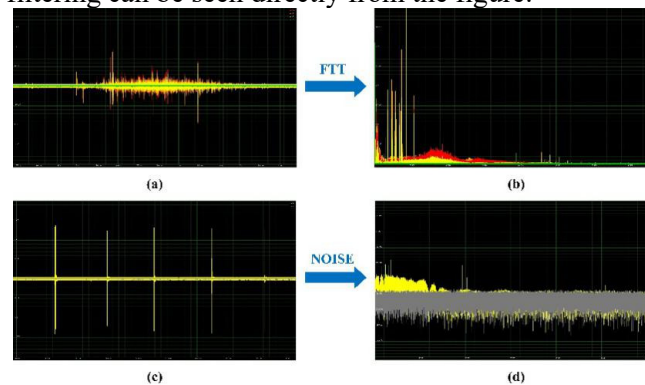 filtering can be seen directly from the figure.
FTT
(a)
(b)
NOISE
(c)
(d)